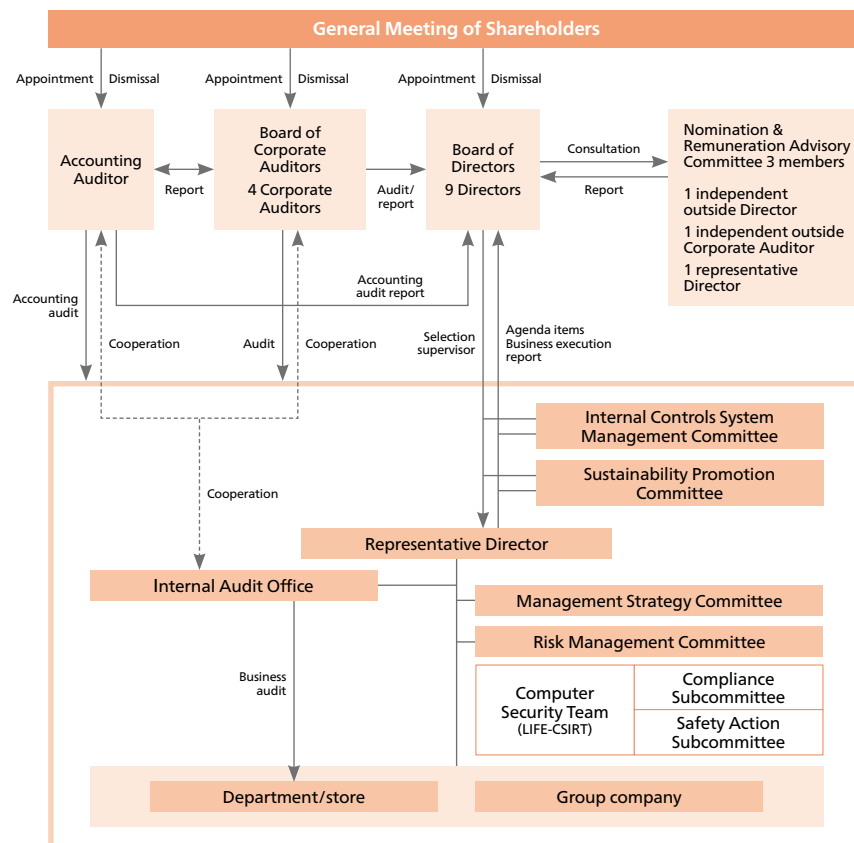 General Meeting of Shareholders
Appointment
Dismissal
Appointment
Dismissal
Appointment
Dismissal
Accounting
Auditor
Report
Board of
Corporate
Auditors
4 Corporate
Auditors
Audit/
report
Board of
Directors
9 Directors
Consultation
Report
Nomination &
Remuneration Advisory
Committee 3 members
1 independent
outside Director
1 independent outside
Corporate Auditor
1 representative
Director
Accounting
audit
Cooperation
Audit
Cooperation
Accounting
audit report
Selection
supervisor
Agenda items
Business execution
report
Internal Controls System
Management Committee
Sustainability Promotion
Committee
Cooperation
Representative Director
Internal Audit Office
Management Strategy Committee
Risk Management Committee
Business
audit
Computer
Security Team
(LIFE-CSIRT)
Compliance
Subcommittee
Safety Action
Subcommittee
Department/store
Group company